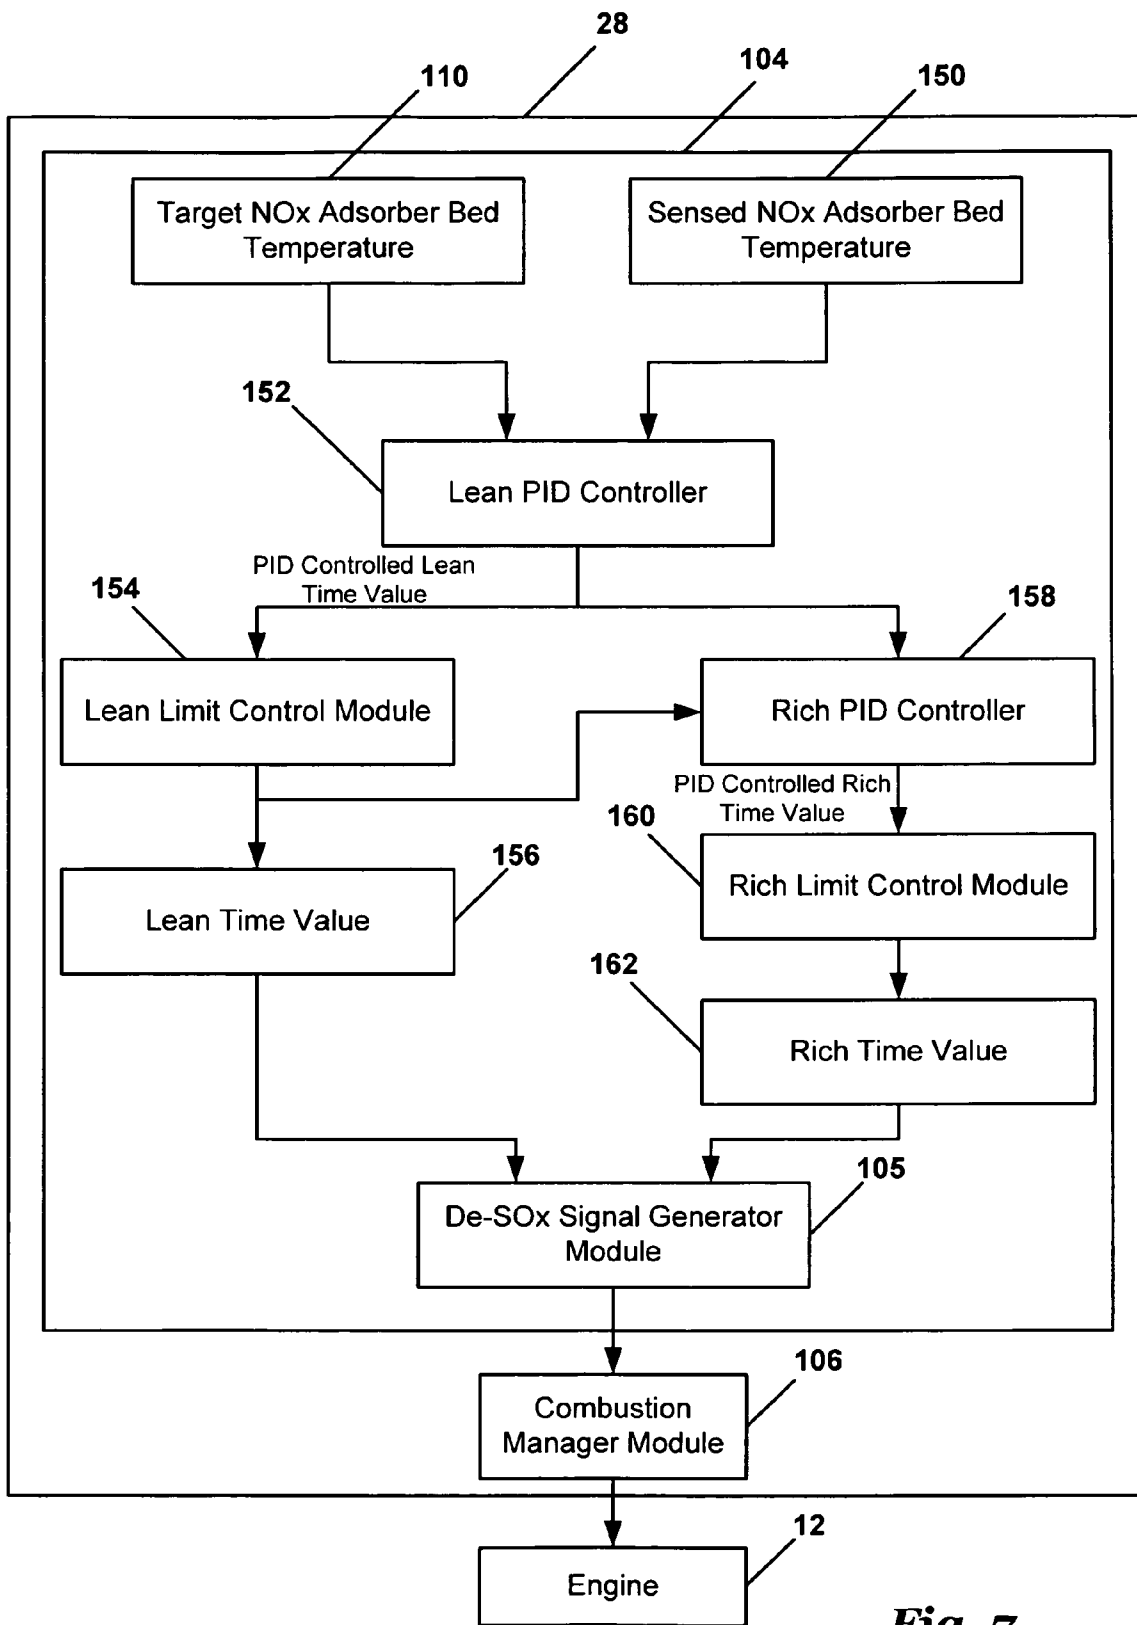 28
104
110
150
Target NOx Adsorber Bed
Temperature
Sensed NOx Adsorber Bed
Temperature
152
Lean PID Controller
PID Controlled Lean
Time Value
154
158
Lean Limit Control Module
Rich PID Controller
PID Controlled Rich
Time Value
160
156
Lean Time Value
Rich Limit Control Module
162
Rich Time Value
105
De-SOx Signal Generator
Module
106
Combustion
Manager Module
12
Engine
Fig. 7